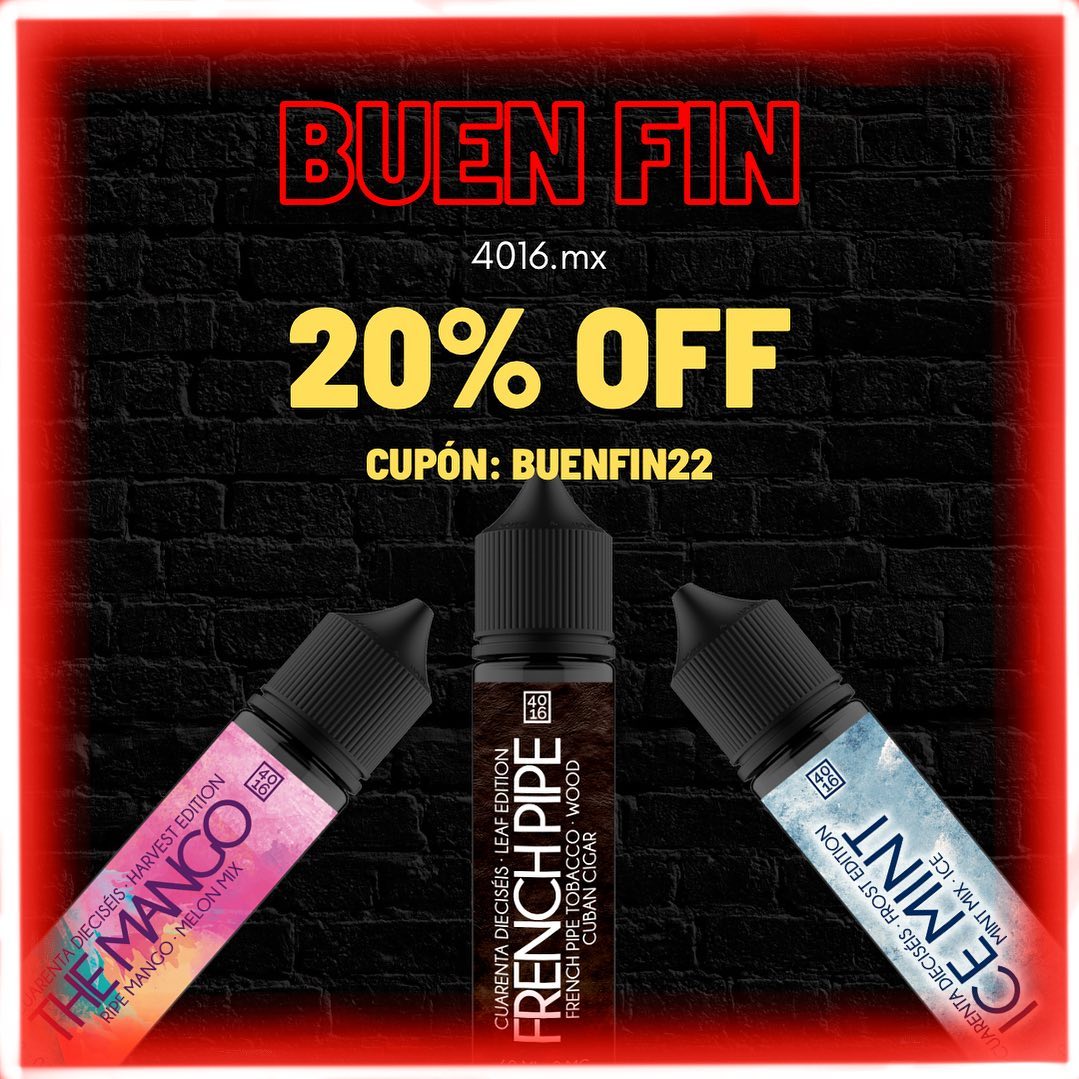 BUEN FIN
4016.mx
20% OFF
CUPÓN: BUENFIN22
40
16
CUARENTA DIECISÉIS · HARVEST EDITION
THE MANGO
RIPE MANGO · MELON MIX
40
16
CUARENTA DIECISÉIS · LEAF EDITION
FRENCH PIPE
FRENCH PIPE TOBACCO · WOOD
CUBAN CIGAR
40
16
CUARENTA DIECISÉIS · FROST EDITION
ICE MINT
MINT MIX · ICE